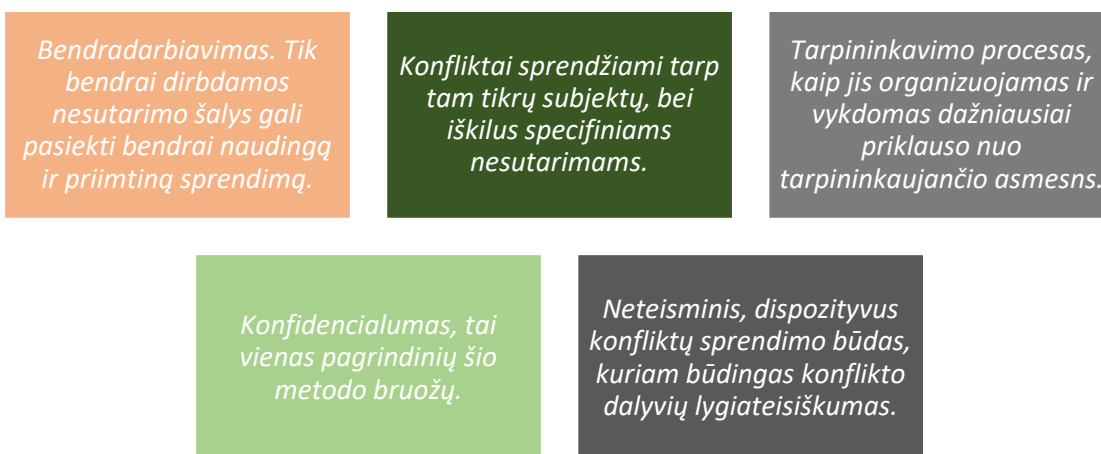 Bendradarbiavimas. Tik
bendrai dirbdamos
nesutarimo šalys gali
pasiekti bendrai naudingą
ir priimtiną sprendimą.
Konfliktai sprendžiami tarp
tam tikrų subjektų, bei
iškilus specifiniams
nesutarimams.
Tarpininkavimo procesas,
kaip jis organizuojamas ir
vykdomas dažniausiai
priklauso nuo
tarpininkaujančio asmesns.
Konfidencialumas, tai
vienas pagrindinių šio
metodo bruožų.
Neteisminis, dispozityvus
konfliktų sprendimo būdas,
kuriam būdingas konflikto
dalyvių lygiateisiškumas.